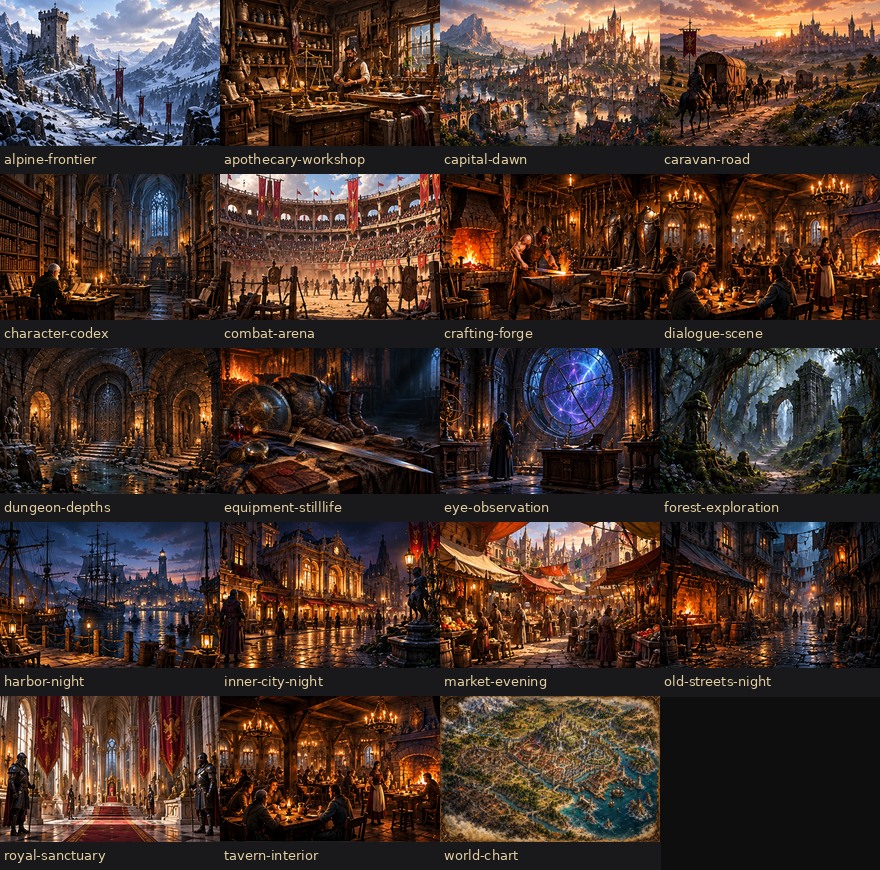 alpine-frontier
apothecary-workshop
capital-dawn
caravan-road
character-codex
combat-arena
crafting-forge
dialogue-scene
dungeon-depths
equipment-stilllife
eye-observation
forest-exploration
harbor-night
inner-city-night
market-evening
old-streets-night
royal-sanctuary
tavern-interior
world-chart